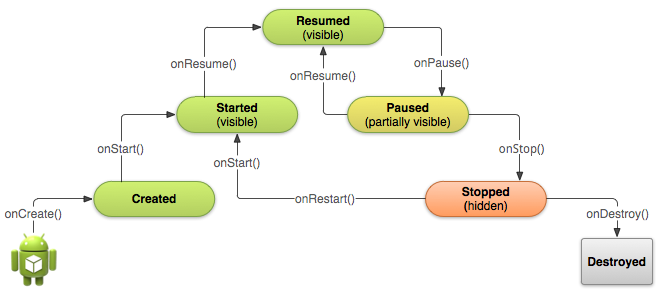 Resumed
(visible)
onResume()
onResume()
onPause()
Started
(visible)
Paused
(partially visible)
onStart()
onStart()
onStop()
Created
onRestart()
Stopped
(hidden)
onCreate()
onDestroy()
Destroyed